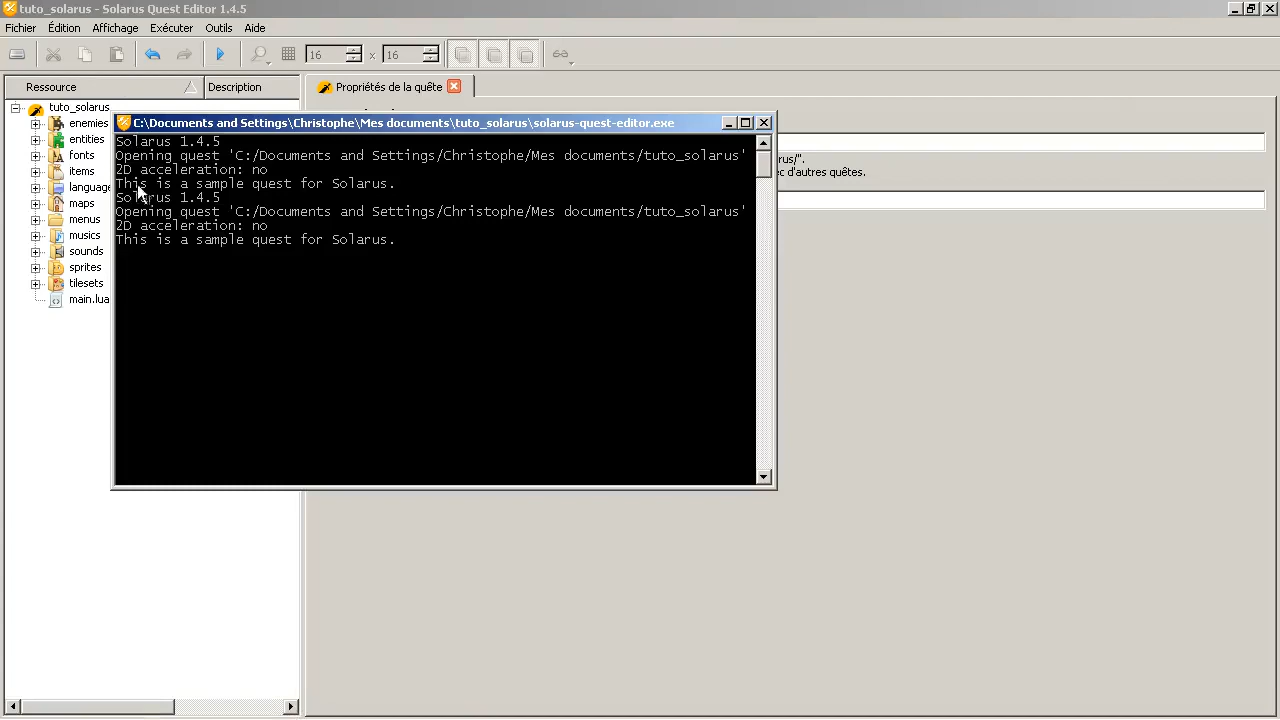 tuto_solarus - Solarus Quest Editor 1.4.5
Fichier Édition Affichage Exécuter Outils Aide
16 x 16
Ressource Description
Propriétés de la quête
tuto_solarus
enemies
entities
fonts
items
language
maps
menus
musics
sounds
sprites
tilesets
main.lua
C:\Documents and Settings\Christophe\Mes documents\tuto_solarus\solarus-quest-editor.exe
Solarus 1.4.5
Opening quest 'C:/Documents and Settings/Christophe/Mes documents/tuto_solarus'
2D acceleration: no
This is a sample quest for Solarus.
Solarus 1.4.5
Opening quest 'C:/Documents and Settings/Christophe/Mes documents/tuto_solarus'
2D acceleration: no
This is a sample quest for Solarus.
rus/".
d'autres quêtes.